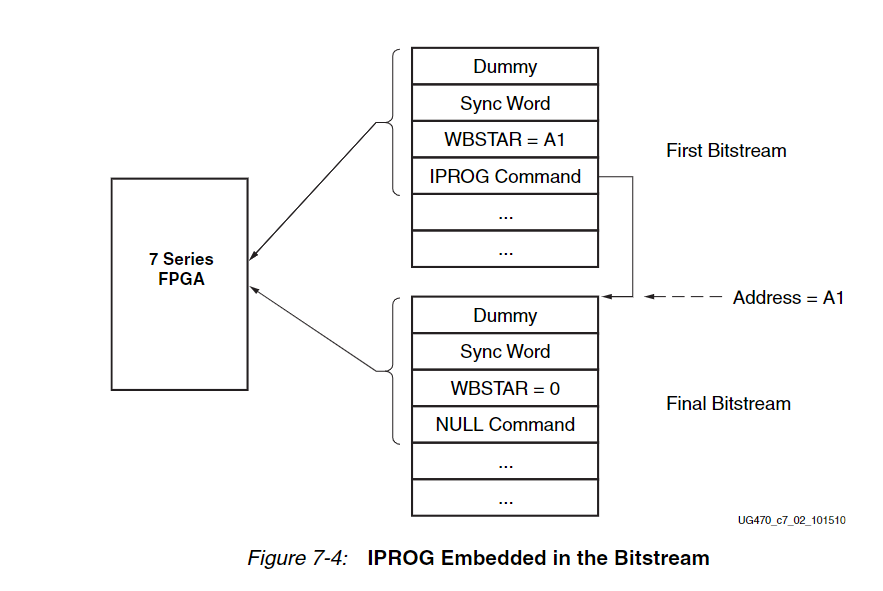 Dummy
Sync Word
WBSTAR = A1
IPROG Command
...
...
First Bitstream
7 Series
FPGA
Address = A1
Dummy
Sync Word
WBSTAR = 0
NULL Command
...
...
Final Bitstream
UG470_c7_02_101510
Figure 7-4: IPROG Embedded in the Bitstream